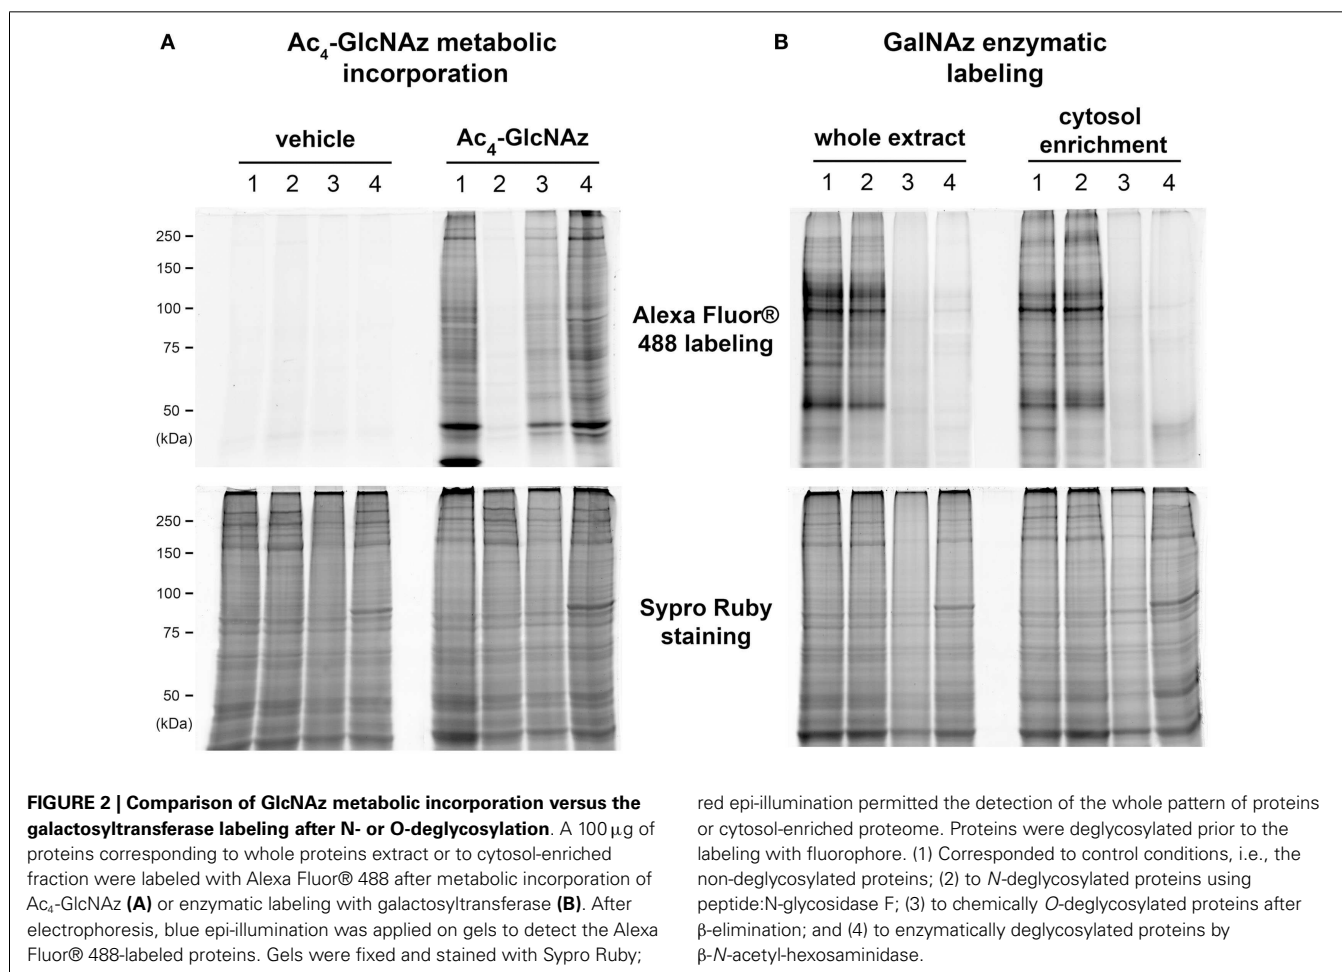 A
Ac4-GlcNAz metabolic
incorporation
vehicle
Ac4-GlcNAz
1 2 3 4
1 2 3 4
250
150
100
75
50
(kDa)
250
150
100
75
50
(kDa)
Alexa Fluor®
488 labeling
Sypro Ruby
staining
B
GalNAz enzymatic
labeling
whole extract
cytosol
enrichment
1 2 3 4
1 2 3 4
FIGURE 2 | Comparison of GlcNAz metabolic incorporation versus the
galactosyltransferase labeling after N- or O-deglycosylation. A 100 μg of
proteins corresponding to whole proteins extract or to cytosol-enriched
fraction were labeled with Alexa Fluor® 488 after metabolic incorporation of
Ac₄-GlcNAz (A) or enzymatic labeling with galactosyltransferase (B). After
electrophoresis, blue epi-illumination was applied on gels to detect the Alexa
Fluor® 488-labeled proteins. Gels were fixed and stained with Sypro Ruby;
red epi-illumination permitted the detection of the whole pattern of proteins
or cytosol-enriched proteome. Proteins were deglycosylated prior to the
labeling with fluorophore. (1) Corresponded to control conditions, i.e., the
non-deglycosylated proteins; (2) to N-deglycosylated proteins using
peptide:N-glycosidase F; (3) to chemically O-deglycosylated proteins after
β-elimination; and (4) to enzymatically deglycosylated proteins by
β-N-acetyl-hexosaminidase.